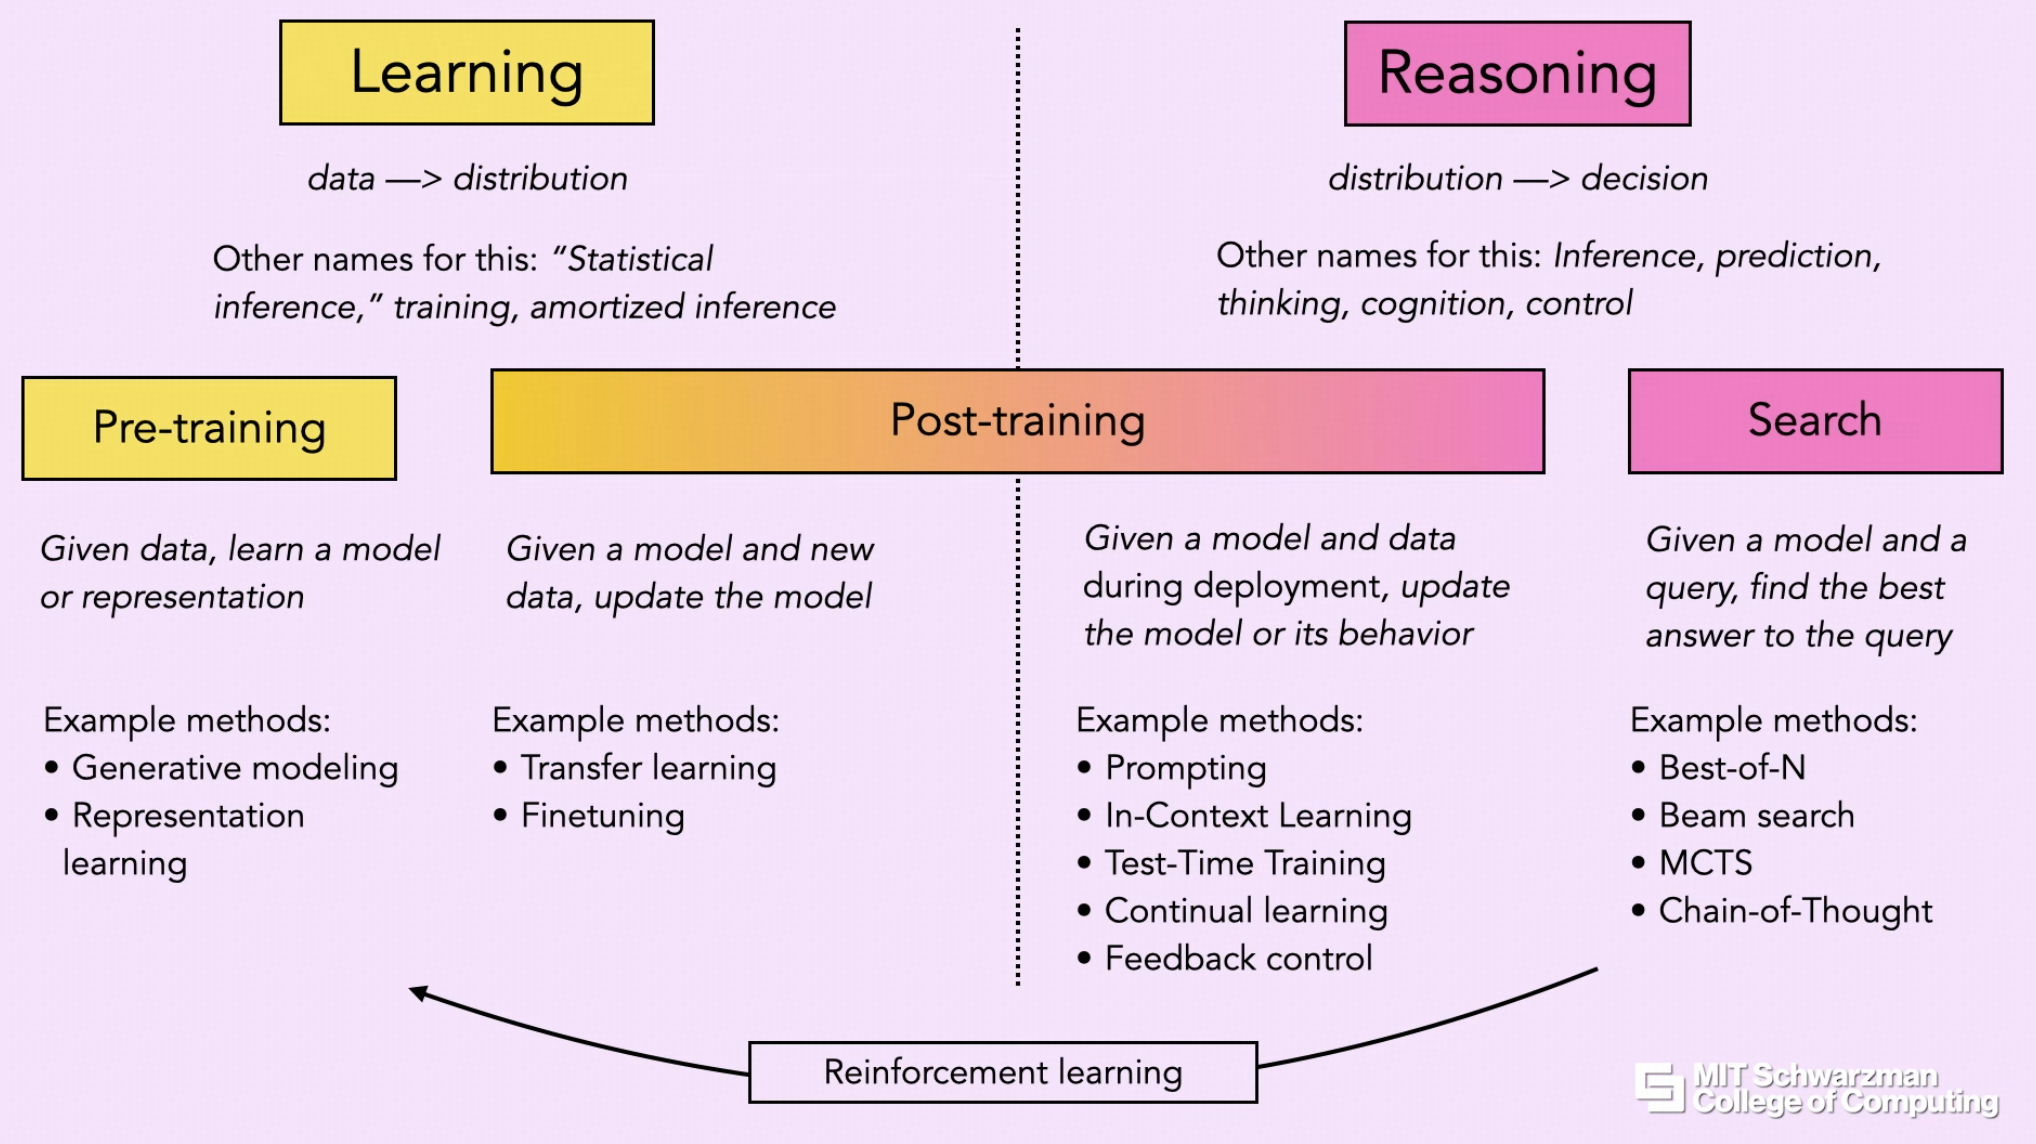 Learning
data —> distribution
Other names for this: “Statistical
inference,” training, amortized inference
Reasoning
distribution —> decision
Other names for this: Inference, prediction,
thinking, cognition, control
Pre-training
Given data, learn a model
or representation
Example methods:
• Generative modeling
• Representation
learning
Post-training
Given a model and new
data, update the model
Example methods:
• Transfer learning
• Finetuning
Given a model and data
during deployment, update
the model or its behavior
Example methods:
• Prompting
• In-Context Learning
• Test-Time Training
• Continual learning
• Feedback control
Search
Given a model and a
query, find the best
answer to the query
Example methods:
• Best-of-N
• Beam search
• MCTS
• Chain-of-Thought
Reinforcement learning
MIT Schwarzman
College of Computing